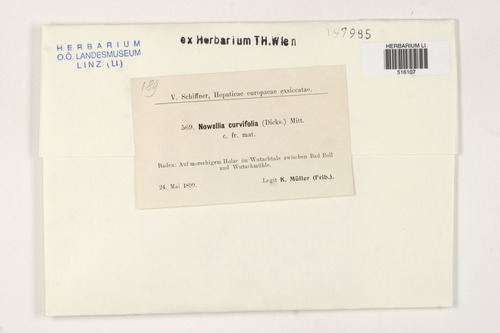 HERBARIUM
O.Ö. LANDESMUSEUM
LINZ (LI)
ex Herbarium TH.Wien
197985
HERBARIUM LI
516107
189
V. Schiffner, Hepaticae europaeae exsiccatae.
569. Nowellia curvifolia (Dicks.) Mitt.
c. fr. mat.
Baden: Auf morschigem Holze im Wutachtale zwischen Bad Boll
und Wutachmühle.
24. Mai 1899. Legit K. Müller (Frib.).